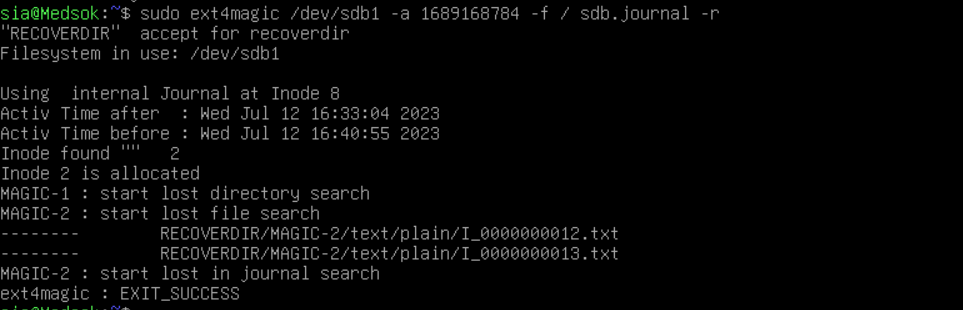 sia@Medsok:~$ sudo ext4magic /dev/sdb1 -a 1689168784 -f / sdb.journal -r
"RECOVERDIR"  accept for recoverdir
Filesystem in use: /dev/sdb1
Using  internal Journal at Inode 8
Activ Time after  : Wed Jul 12 16:33:04 2023
Activ Time before : Wed Jul 12 16:40:55 2023
Inode found ""   2
Inode 2 is allocated
MAGIC-1 : start lost directory search
MAGIC-2 : start lost file search
--------        RECOVERDIR/MAGIC-2/text/plain/I_0000000012.txt
--------        RECOVERDIR/MAGIC-2/text/plain/I_0000000013.txt
MAGIC-2 : start lost in journal search
ext4magic : EXIT_SUCCESS
sia@Medsok:~$